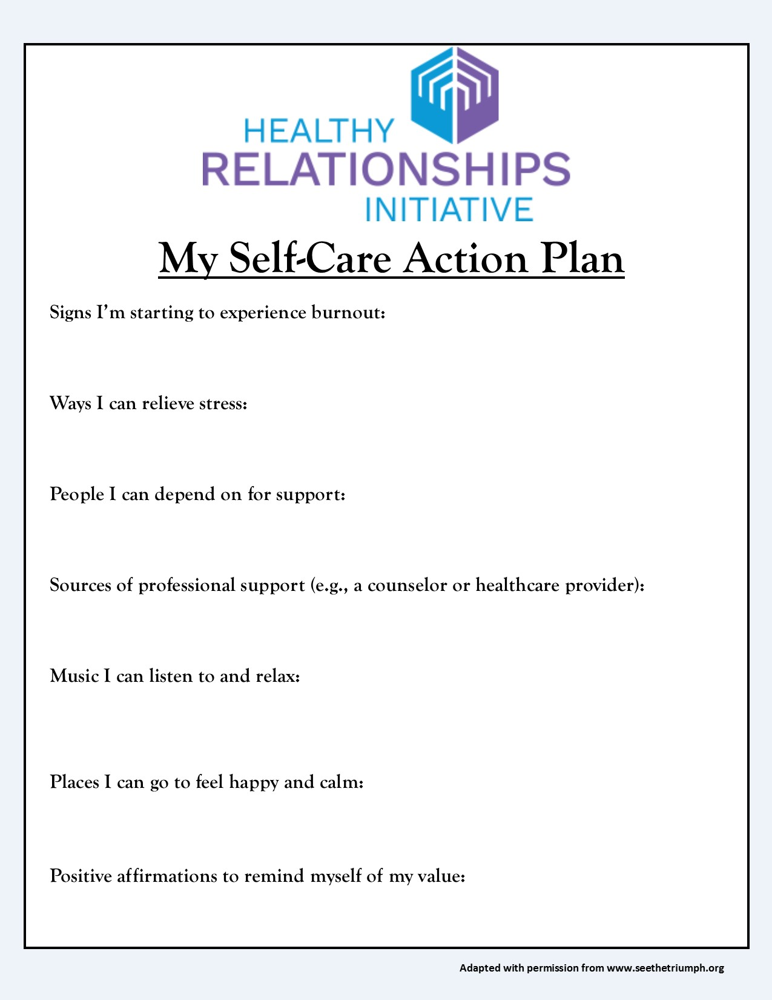 HEALTHY
RELATIONSHIPS
INITIATIVE
My Self-Care Action Plan
Signs I’m starting to experience burnout:
Ways I can relieve stress:
People I can depend on for support:
Sources of professional support (e.g., a counselor or healthcare provider):
Music I can listen to and relax:
Places I can go to feel happy and calm:
Positive affirmations to remind myself of my value:
Adapted with permission from www.seethetriumph.org